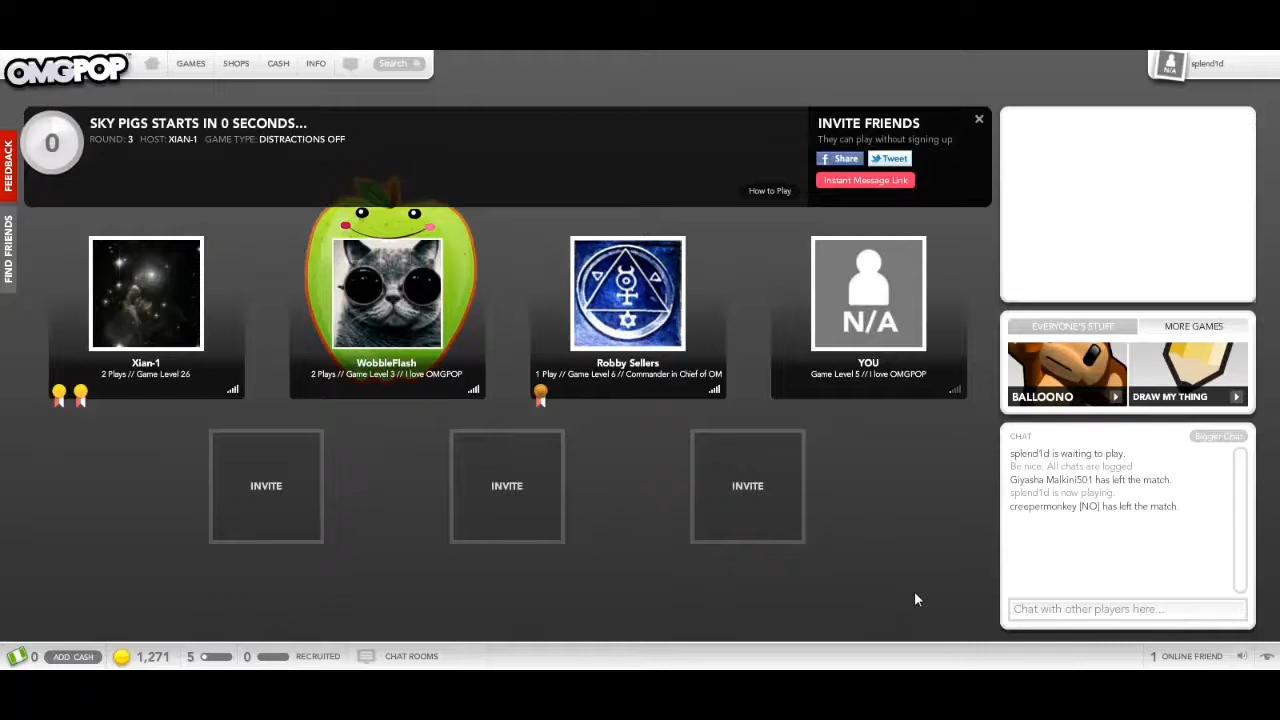 OMGPOP
GAMES
SHOPS
CASH
INFO
Search
N/A
splend1d
FEEDBACK
FIND FRIENDS
0
SKY PIGS STARTS IN 0 SECONDS...
ROUND: 3 HOST: XIAN-1 GAME TYPE: DISTRACTIONS OFF
How to Play
INVITE FRIENDS
They can play without signing up
f Share
Tweet
Instant Message Link
Xian-1
2 Plays // Game Level 26
WobbleFlash
2 Plays // Game Level 3 // I love OMGPOP
Robby Sellers
1 Play // Game Level 6 // Commander in Chief of OM
N/A
YOU
Game Level 5 // I love OMGPOP
INVITE
INVITE
INVITE
EVERYONE'S STUFF
MORE GAMES
BALLOONO
DRAW MY THING
CHAT
Bigger Chat
splend1d is waiting to play.
Be nice. All chats are logged
Giyasha Malkini501 has left the match.
splend1d is now playing.
creepermonkey [NO] has left the match.
Chat with other players here...
0
ADD CASH
1,271
5
0
RECRUITED
CHAT ROOMS
1 ONLINE FRIEND